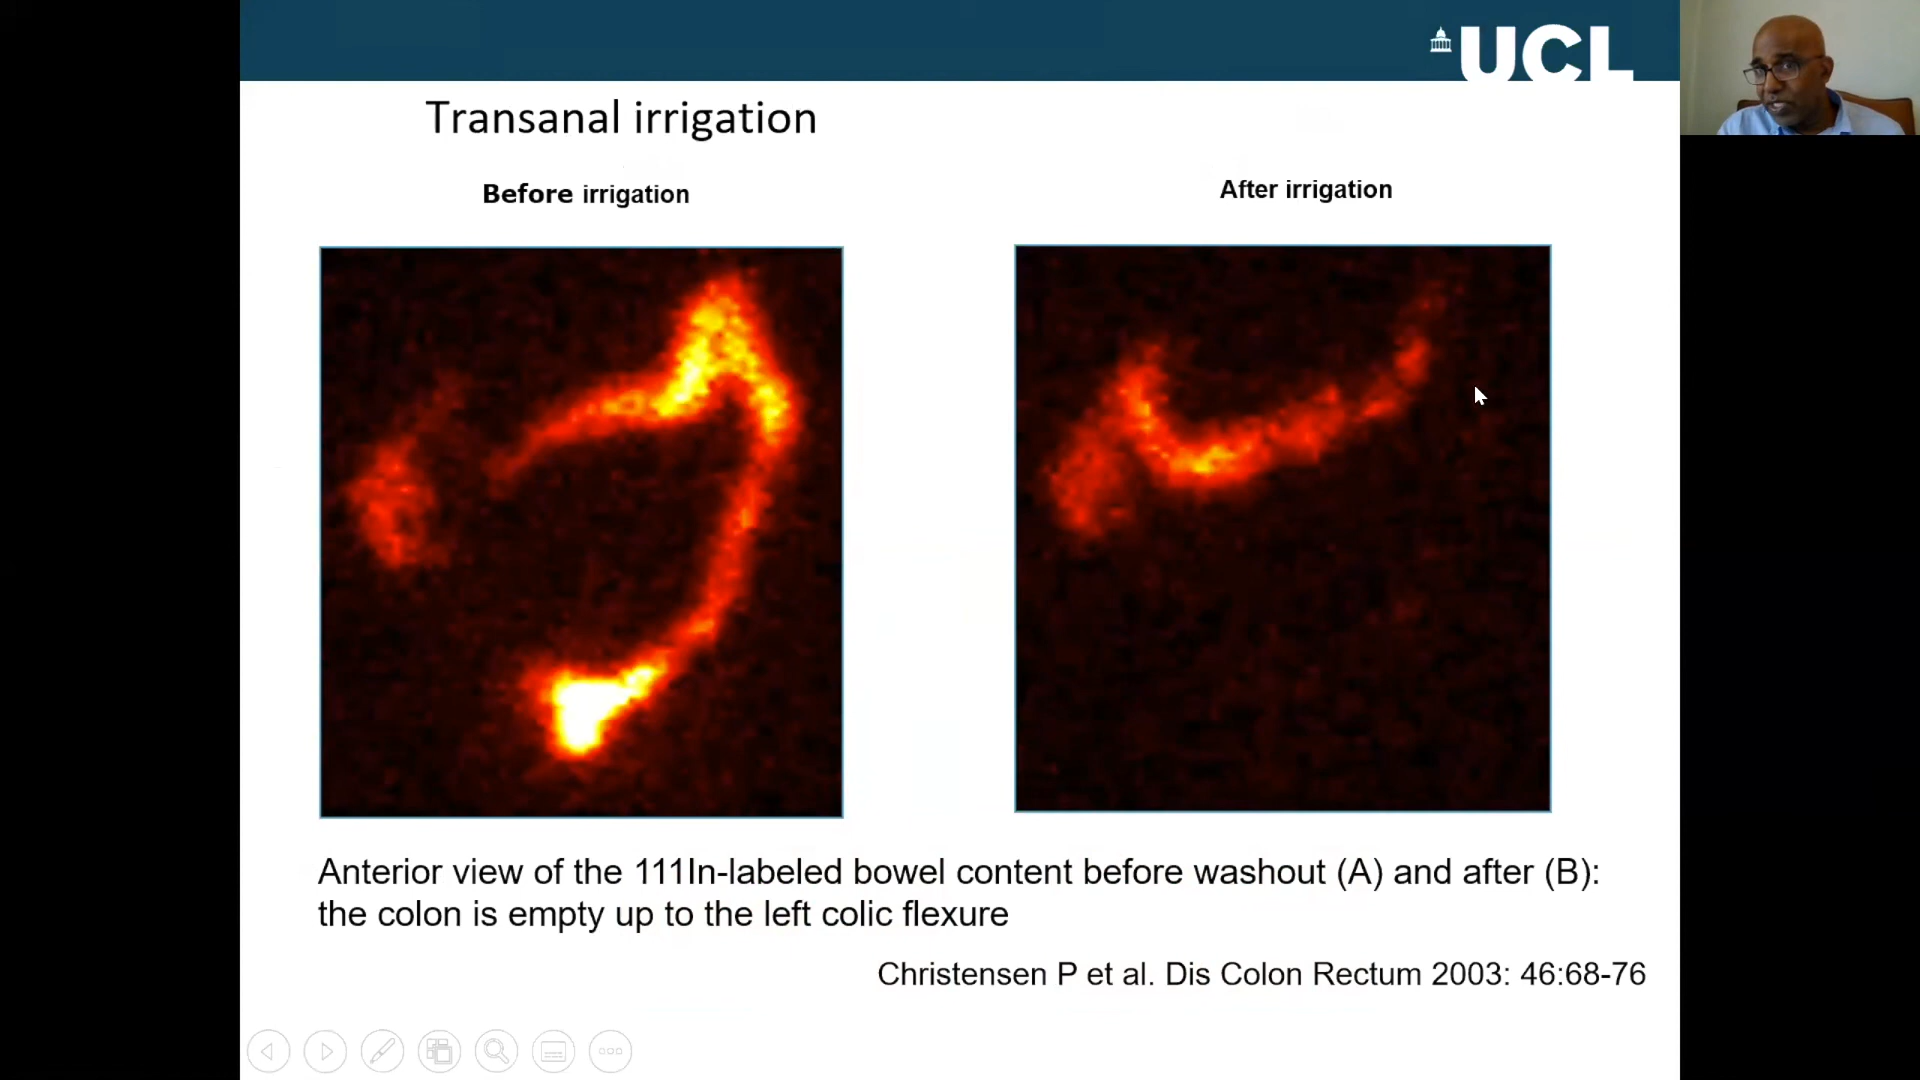 UCL
Transanal irrigation
Before irrigation
After irrigation
Anterior view of the 111In-labeled bowel content before washout (A) and after (B):
the colon is empty up to the left colic flexure
Christensen P et al. Dis Colon Rectum 2003: 46:68-76